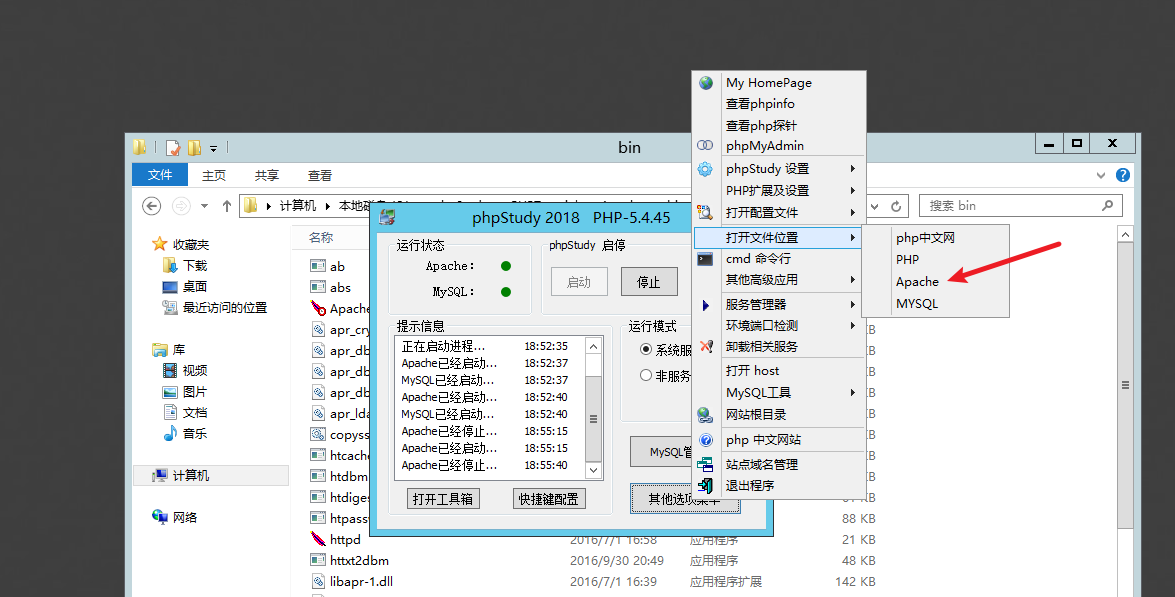 bin
文件 主页 共享 查看
计算机 本地磁盘
搜索 bin
收藏夹
下载
桌面
最近访问的位置
库
视频
图片
文档
音乐
计算机
网络
名称
ab
abs
Apache
apr_cry
apr_db
apr_db
apr_db
apr_lda
copyss
htcache
htdbm
htdiges
htpass
httpd 2016/7/1 16:58 应用程序 21 KB
httxt2dbm 2016/9/30 20:49 应用程序 48 KB
libapr-1.dll 2016/7/1 16:39 应用程序扩展 142 KB
88 KB
phpStudy 2018 PHP-5.4.45
运行状态
Apache:
MySQL:
phpStudy 启停
启动 停止
提示信息
正在启动进程... 18:52:35
Apache已经启动... 18:52:37
MySQL已经启动... 18:52:37
Apache已经启动... 18:52:40
MySQL已经启动... 18:52:40
Apache已经停止... 18:55:15
Apache已经启动... 18:55:15
Apache已经停止... 18:55:40
运行模式
系统服
非服务
打开工具箱 快捷键配置
MySQL管
其他选项菜单
My HomePage
查看phpinfo
查看php探针
phpMyAdmin
phpStudy 设置
PHP扩展及设置
打开配置文件
打开文件位置
cmd 命令行
其他高级应用
服务管理器
环境端口检测
卸载相关服务
打开 host
MySQL工具
网站根目录
php 中文网站
站点域名管理
退出程序
php中文网
PHP
Apache
MYSQL